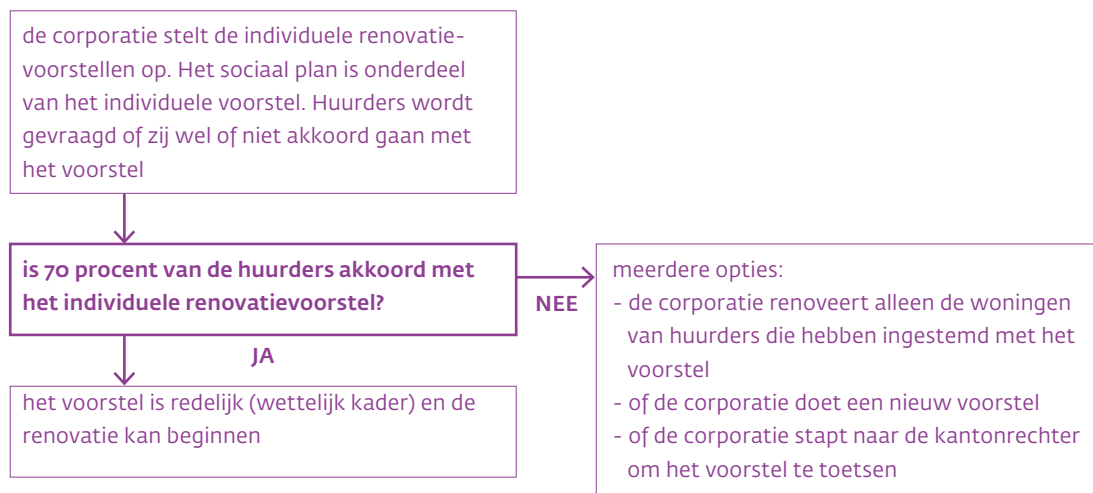 de corporatie stelt de individuele renovatie-
voorstellen op. Het sociaal plan is onderdeel
van het individuele voorstel. Huurders wordt
gevraagd of zij wel of niet akkoord gaan met
het voorstel
is 70 procent van de huurders akkoord met
het individuele renovatievoorstel?
NEE
meerdere opties:
- de corporatie renoveert alleen de woningen
van huurders die hebben ingestemd met het
voorstel
- of de corporatie doet een nieuw voorstel
- of de corporatie stapt naar de kantonrechter
om het voorstel te toetsen
JA
het voorstel is redelijk (wettelijk kader) en de
renovatie kan beginnen